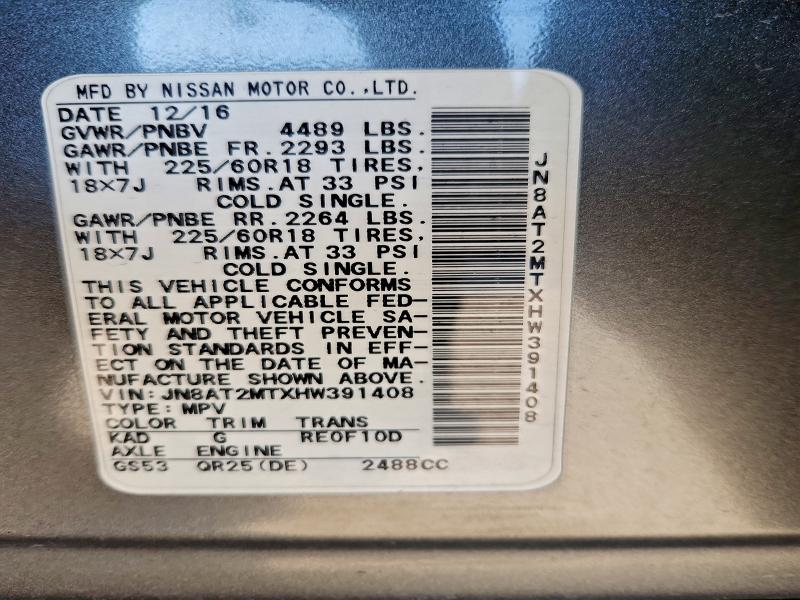 MFD BY NISSAN MOTOR CO.,LTD.
DATE 12/16
GVWR/PNBV 4489 LBS.
GAWR/PNBE FR. 2293 LBS.
WITH 225/60R18 TIRES,
18X7J RIMS.AT 33 PSI
COLD SINGLE.
GAWR/PNBE RR. 2264 LBS.
WITH 225/60R18 TIRES,
18X7J RIMS.AT 33 PSI
COLD SINGLE.
THIS VEHICLE CONFORMS
TO ALL APPLICABLE FED-
ERAL MOTOR VEHICLE SA-
FETY AND THEFT PREVEN-
TION STANDARDS IN EFF-
ECT ON THE DATE OF MA-
NUFACTURE SHOWN ABOVE.
VIN: JN8AT2MTXHW391408
TYPE: MPV
COLOR TRIM TRANS
KAD G RE0F10D
AXLE ENGINE
GS53 QR25(DE) 2488CC
JN8AT2MTXHW391408